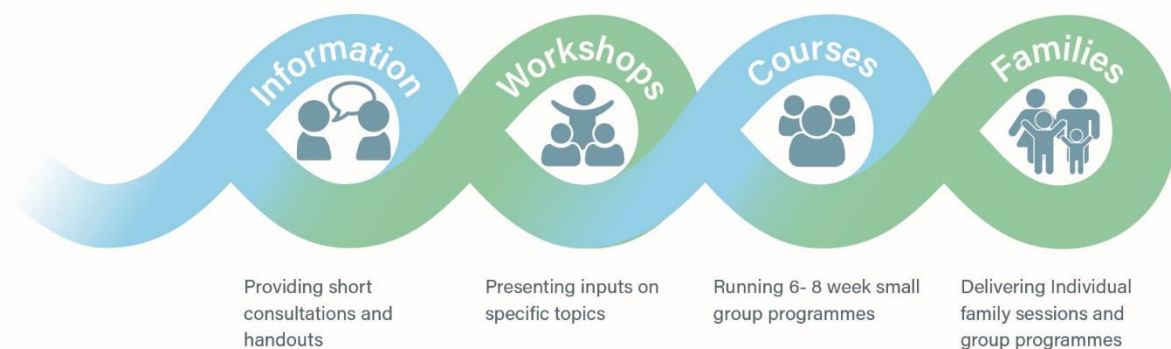 Information
Workshops
Courses
Families
Providing short
consultations and
handouts
Presenting inputs on
specific topics
Running 6- 8 week small
group programmes
Delivering Individual
family sessions and
group programmes